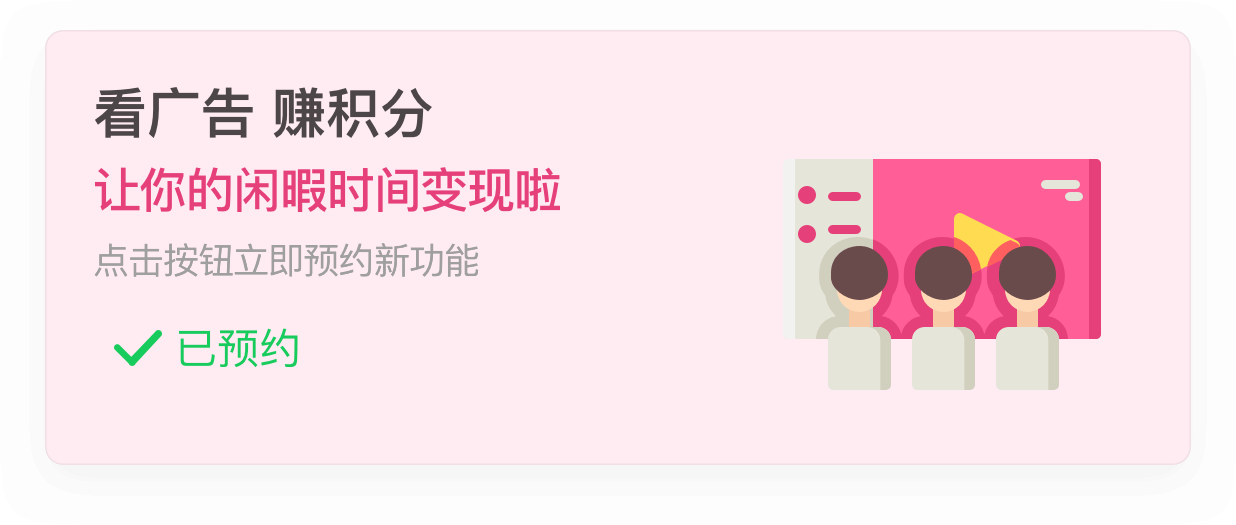 看广告 赚积分
让你的闲暇时间变现啦
点击按钮立即预约新功能
已预约